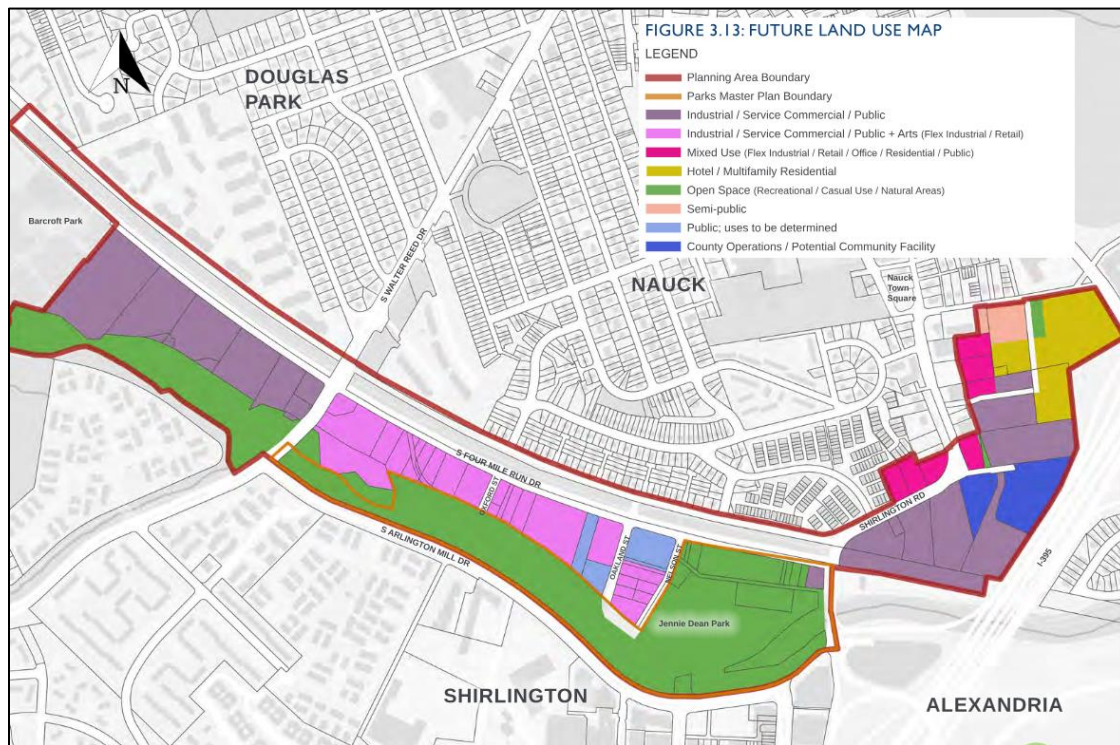 FIGURE 3.13: FUTURE LAND USE MAP
LEGEND
Planning Area Boundary
Parks Master Plan Boundary
Industrial / Service Commercial / Public
Industrial / Service Commercial / Public + Arts (Flex Industrial / Retail)
Mixed Use (Flex Industrial / Retail / Office / Residential / Public)
Hotel / Multifamily Residential
Open Space (Recreational / Casual Use / Natural Areas)
Semi-public
Public; uses to be determined
County Operations / Potential Community Facility
N
DOUGLAS
PARK
Barcroft Park
S WALTER REED DR
NAUCK
Nauck
Town
Square
S FOUR MILE RUN DR
OXFORD ST
S ARLINGTON MILL DR
OAKLAND ST
NELSON ST
SHIRLINGTON RD
I-395
Jennie Dean Park
SHIRLINGTON
ALEXANDRIA